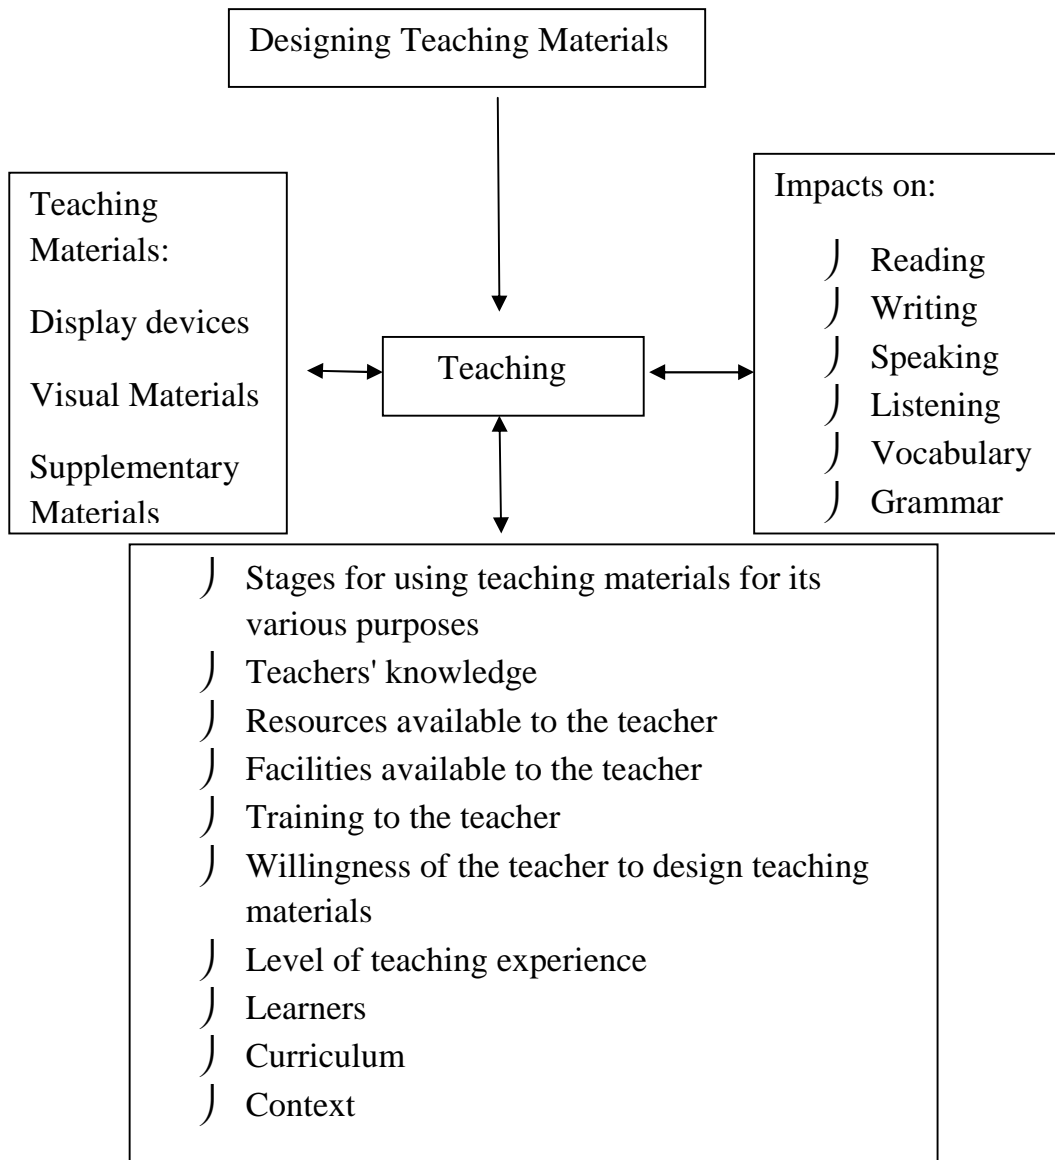 Designing Teaching Materials
Teaching
Materials:
Display devices
Visual Materials
Supplementary
Materials
Teaching
Impacts on:
Reading
Writing
Speaking
Listening
Vocabulary
Grammar
Stages for using teaching materials for its
various purposes
Teachers' knowledge
Resources available to the teacher
Facilities available to the teacher
Training to the teacher
Willingness of the teacher to design teaching
materials
Level of teaching experience
Learners
Curriculum
Context